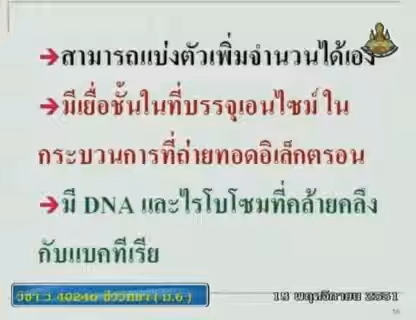 →สามารถแบ่งตัวเพิ่มจำนวนได้เอง
→มีเยื่อชั้นในที่บรรจุเอนไซม์ ใน
กระบวนการที่ถ่ายทอดอิเล็กตรอน
→มี DNA และไรโบโซมที่คล้ายคลึง
กับแบคทีเรีย
วิชา ว 40246 ชีววิทยา ( ม.6 )
13 พฤศจิกายน 2551